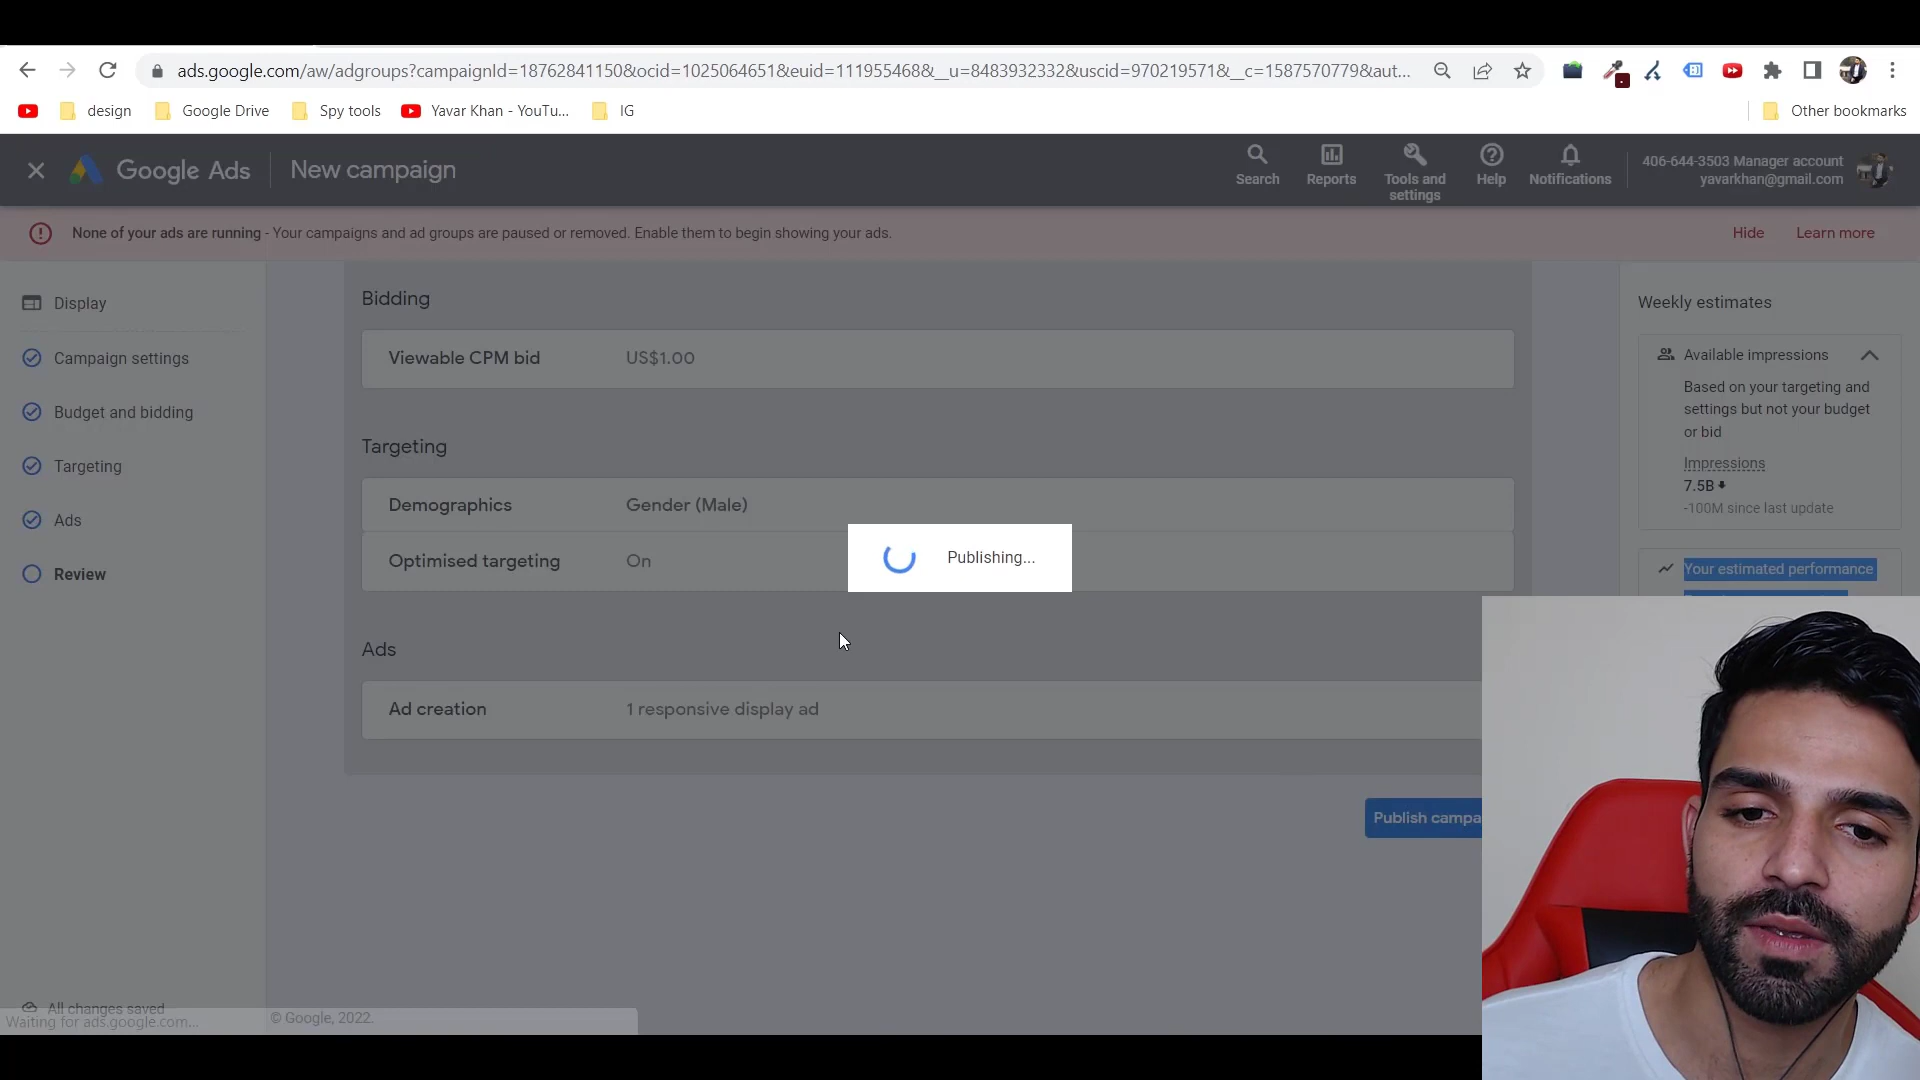 ads.google.com/aw/adgroups?campaignId=18762841150&ocid=1025064651&euid=111955468&__u=8483932332&uscid=970219571&__c=1587570779&aut...
design
Google Drive
Spy tools
Yavar Khan - YouTu...
IG
Other bookmarks
Google Ads
New campaign
Search
Reports
Tools and settings
Help
Notifications
406-644-3503 Manager account
yavarkhan@gmail.com
None of your ads are running - Your campaigns and ad groups are paused or removed. Enable them to begin showing your ads.
Hide
Learn more
Display
Campaign settings
Budget and bidding
Targeting
Ads
Review
Bidding
Viewable CPM bid
US$1.00
Targeting
Demographics
Gender (Male)
Optimised targeting
On
Publishing...
Ads
Ad creation
1 responsive display ad
Publish campa
Weekly estimates
Available impressions
Based on your targeting and
settings but not your budget
or bid
Impressions
7.5B
-100M since last update
Your estimated performance
All changes saved
Waiting for ads.google.com...
© Google, 2022.